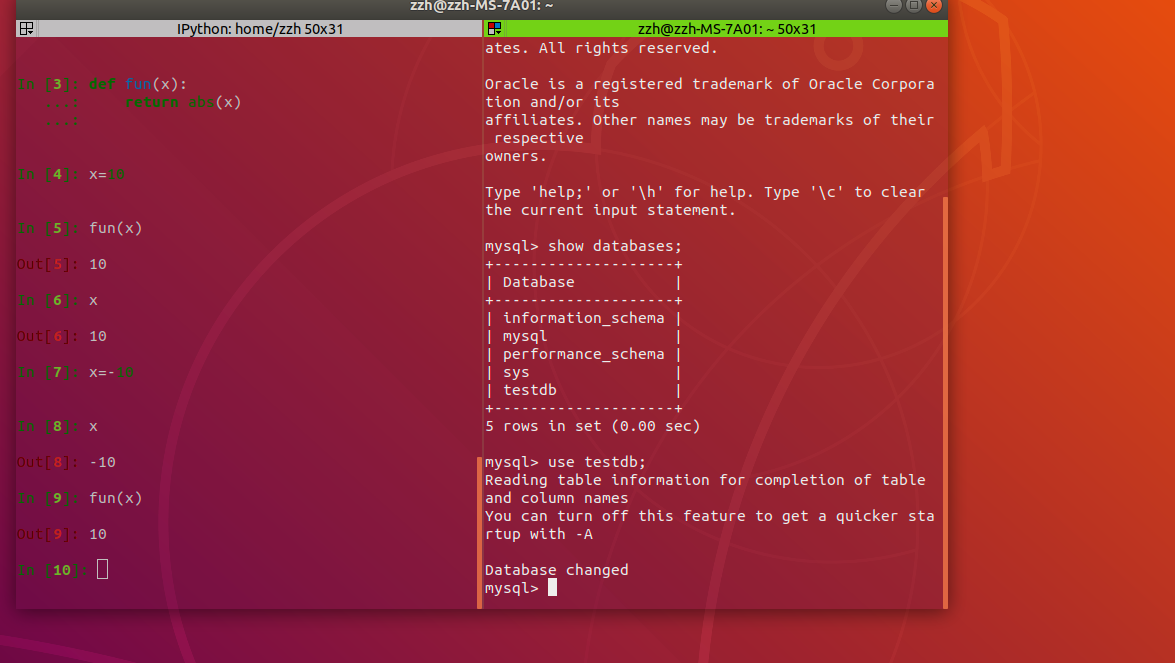 zzh@zzh-MS-7A01: ~
IPython: home/zzh 50x31
In [3]: def fun(x):
   ...:     return abs(x)
   ...:
In [4]: x=10
In [5]: fun(x)
Out[5]: 10
In [6]: x
Out[6]: 10
In [7]: x=-10
In [8]: x
Out[8]: -10
In [9]: fun(x)
Out[9]: 10
In [10]:
zzh@zzh-MS-7A01: ~ 50x31
ates. All rights reserved.
Oracle is a registered trademark of Oracle Corpora
tion and/or its
affiliates. Other names may be trademarks of their
 respective
owners.
Type 'help;' or '\h' for help. Type '\c' to clear
the current input statement.
mysql> show databases;
+--------------------+
| Database           |
+--------------------+
| information_schema |
| mysql              |
| performance_schema |
| sys                |
| testdb             |
+--------------------+
5 rows in set (0.00 sec)
mysql> use testdb;
Reading table information for completion of table
and column names
You can turn off this feature to get a quicker sta
rtup with -A
Database changed
mysql>